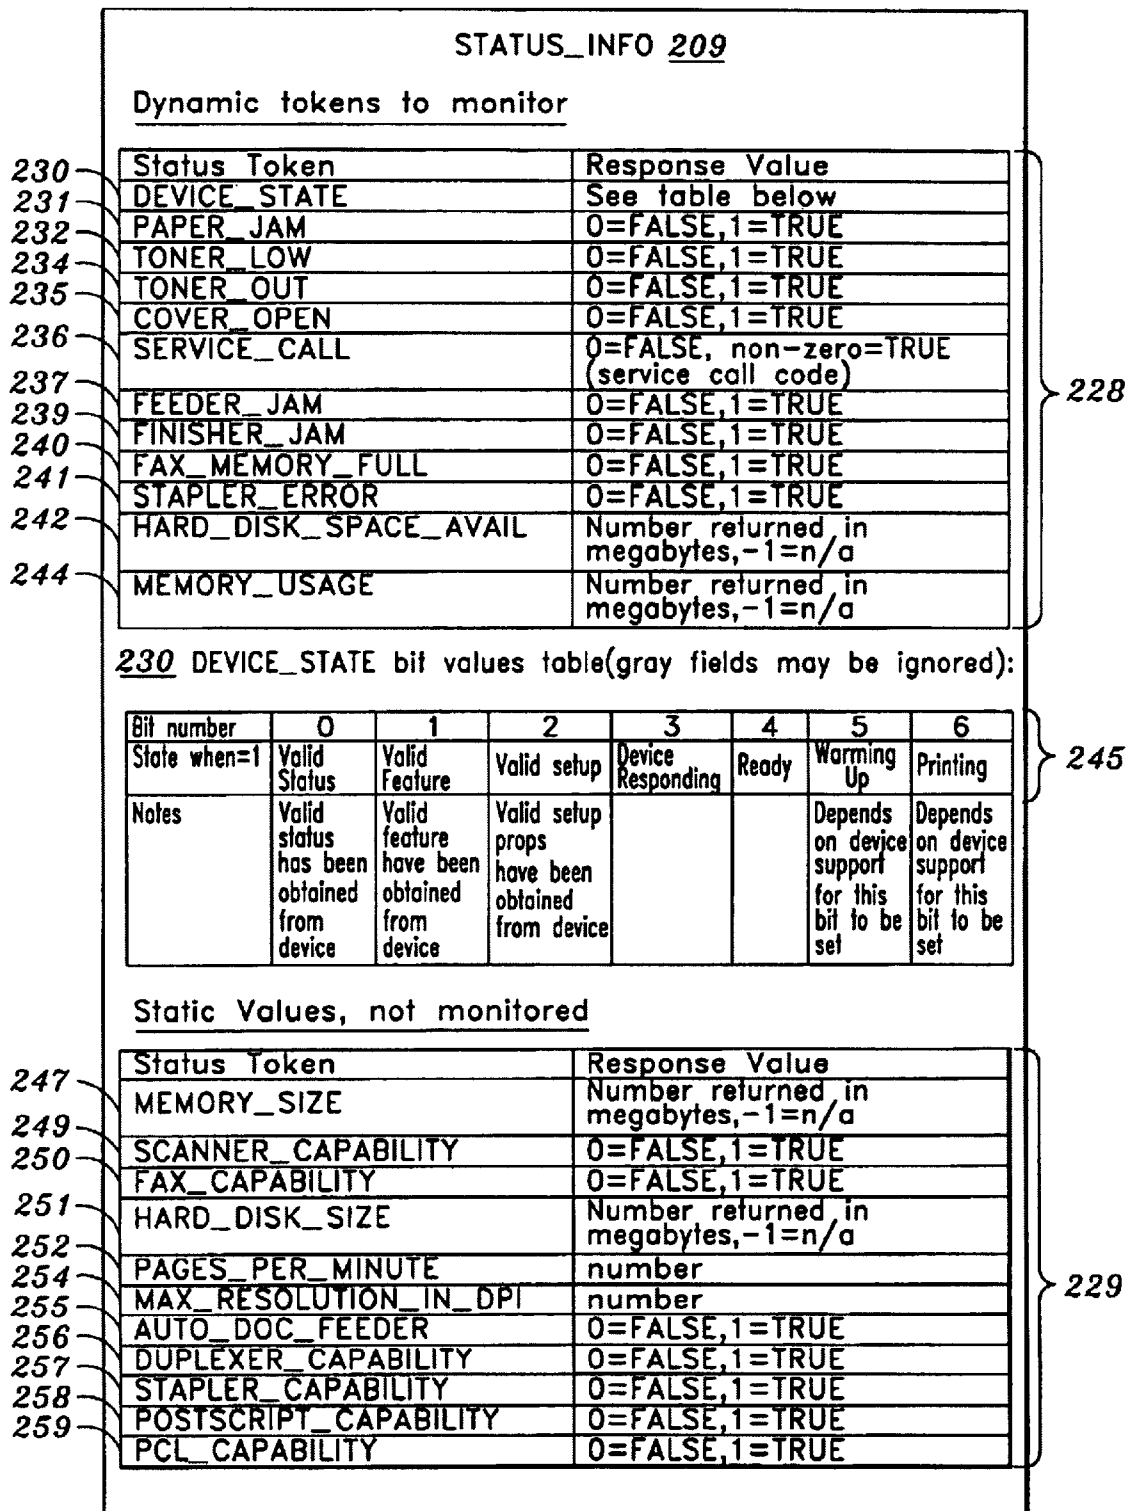 STATUS_INFO 209
Dynamic tokens to monitor
Status Token Response Value
230 DEVICE_STATE See table below
231 PAPER_JAM 0=FALSE,1=TRUE
232 TONER_LOW 0=FALSE,1=TRUE
234 TONER_OUT 0=FALSE,1=TRUE
235 COVER_OPEN 0=FALSE,1=TRUE
236 SERVICE_CALL 0=FALSE, non-zero=TRUE
(service call code)
237 FEEDER_JAM 0=FALSE,1=TRUE
239 FINISHER_JAM 0=FALSE,1=TRUE
240 FAX_MEMORY_FULL 0=FALSE,1=TRUE
241 STAPLER_ERROR 0=FALSE,1=TRUE
242 HARD_DISK_SPACE_AVAIL Number returned in
megabytes,-1=n/a
244 MEMORY_USAGE Number returned in
megabytes,-1=n/a
228
230 DEVICE_STATE bit values table(gray fields may be ignored):
Bit number 0 1 2 3 4 5 6
State when=1 Valid Status Valid Feature Valid setup Device Responding Ready Warming Up Printing
245
Notes Valid status has been obtained from device Valid feature have been obtained from device Valid setup props have been obtained from device Depends on device support for this bit to be set Depends on device support for this bit to be set
Static Values, not monitored
Status Token Response Value
247 MEMORY_SIZE Number returned in
megabytes,-1=n/a
249 SCANNER_CAPABILITY 0=FALSE,1=TRUE
250 FAX_CAPABILITY 0=FALSE,1=TRUE
251 HARD_DISK_SIZE Number returned in
megabytes,-1=n/a
252 PAGES_PER_MINUTE number
254 MAX_RESOLUTION_IN_DPI number
255 AUTO_DOC_FEEDER 0=FALSE,1=TRUE
256 DUPLEXER_CAPABILITY 0=FALSE,1=TRUE
257 STAPLER_CAPABILITY 0=FALSE,1=TRUE
258 POSTSCRIPT_CAPABILITY 0=FALSE,1=TRUE
259 PCL_CAPABILITY 0=FALSE,1=TRUE
229